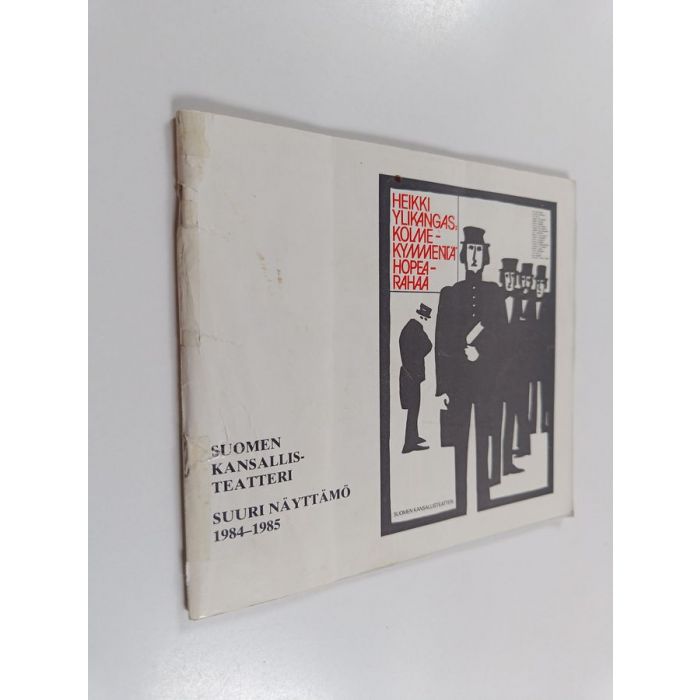 SUOMEN
KANSALLIS-
TEATTERI
SUURI NÄYTTÄMÖ
1984–1985
HEIKKI
YLIKANGAS:
KOLME-
KYMMENTÄ
HOPEA-
RAHAA
SUOMEN KANSALLISTEATTERI